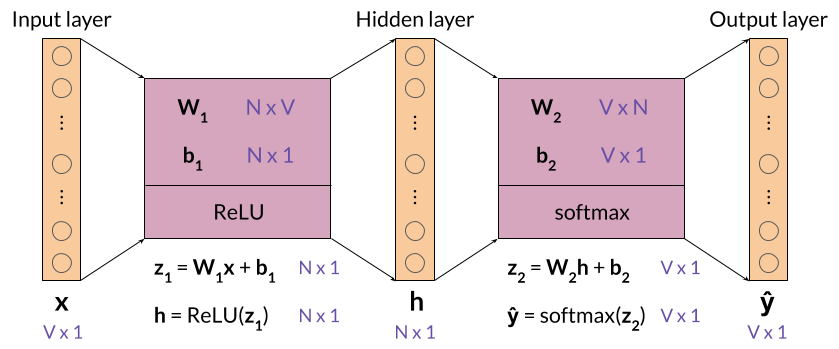 Input layer
Hidden layer
Output layer
W1 N x V
b1 N x 1
ReLU
W2 V x N
b2 V x 1
softmax
z1 = W1x + b1 N x 1
h = ReLU(z1) N x 1
z2 = W2h + b2 V x 1
ŷ = softmax(z2) V x 1
x
V x 1
h
N x 1
ŷ
V x 1